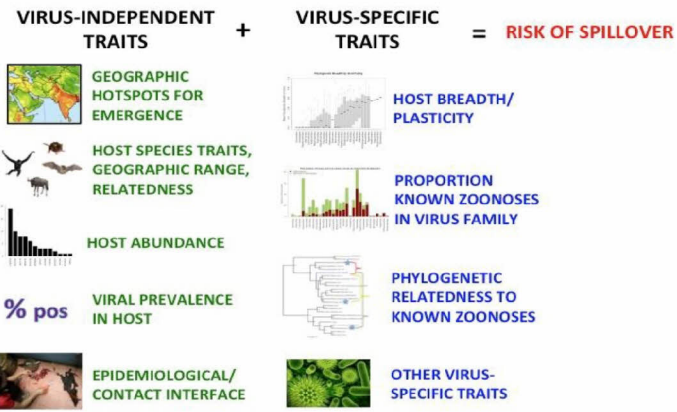 VIRUS-INDEPENDENT
TRAITS
+
VIRUS-SPECIFIC
TRAITS
=
RISK OF SPILLOVER
GEOGRAPHIC
HOTSPOTS FOR
EMERGENCE
HOST SPECIES TRAITS,
GEOGRAPHIC RANGE,
RELATEDNESS
HOST ABUNDANCE
% pos
VIRAL PREVALENCE
IN HOST
EPIDEMIOLOGICAL/
CONTACT INTERFACE
HOST BREADTH/
PLASTICITY
PROPORTION
KNOWN ZOONOSES
IN VIRUS FAMILY
PHYLOGENETIC
RELATEDNESS TO
KNOWN ZOONOSES
OTHER VIRUS-
SPECIFIC TRAITS